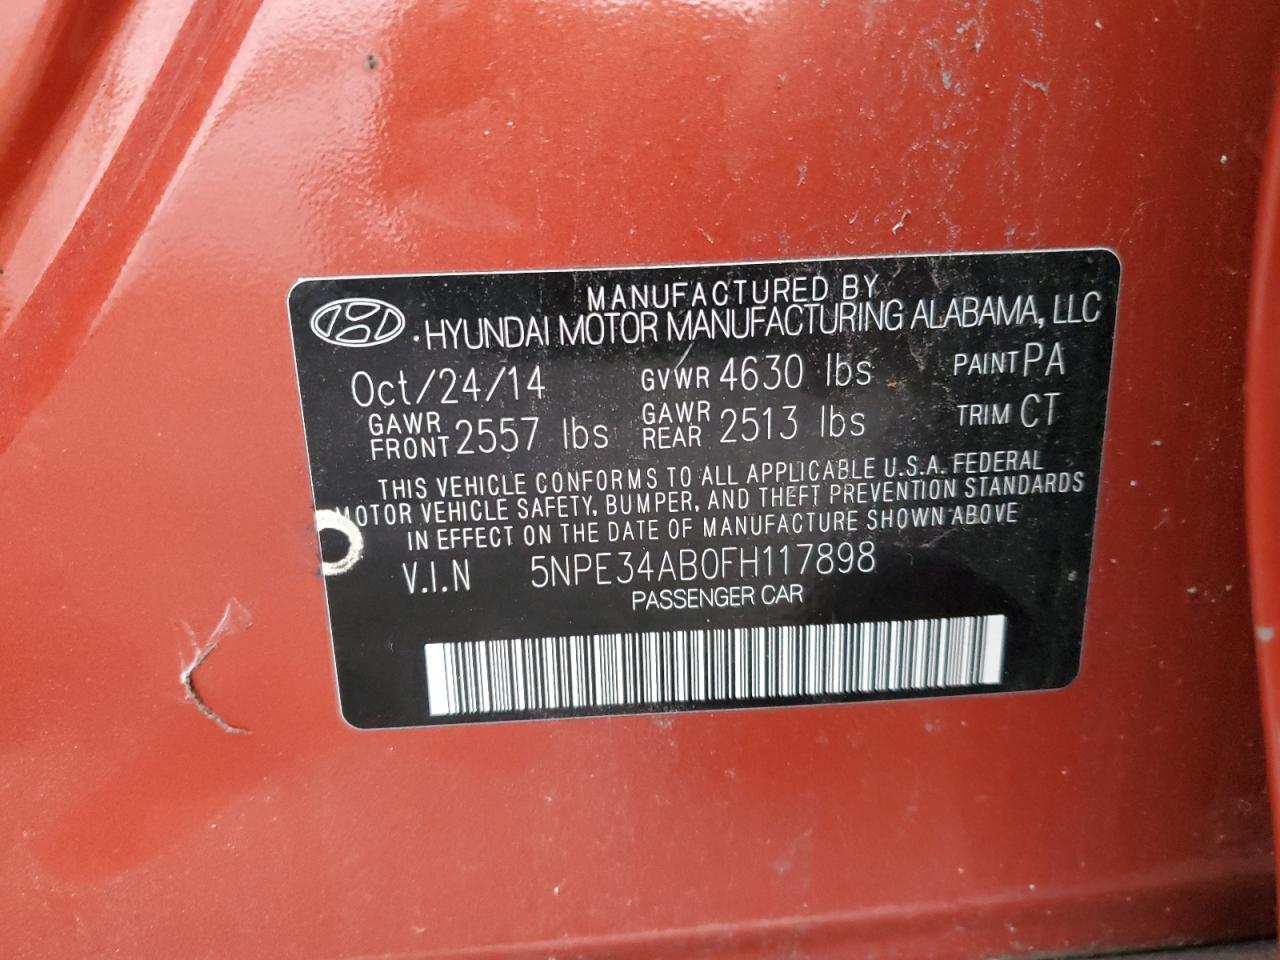 MANUFACTURED BY
HYUNDAI MOTOR MANUFACTURING ALABAMA, LLC
Oct/24/14 GVWR 4630 lbs PAINT PA
GAWR FRONT 2557 lbs GAWR REAR 2513 lbs TRIM CT
THIS VEHICLE CONFORMS TO ALL APPLICABLE U.S.A. FEDERAL
MOTOR VEHICLE SAFETY, BUMPER, AND THEFT PREVENTION STANDARDS
IN EFFECT ON THE DATE OF MANUFACTURE SHOWN ABOVE
V.I.N 5NPE34AB0FH117898
PASSENGER CAR